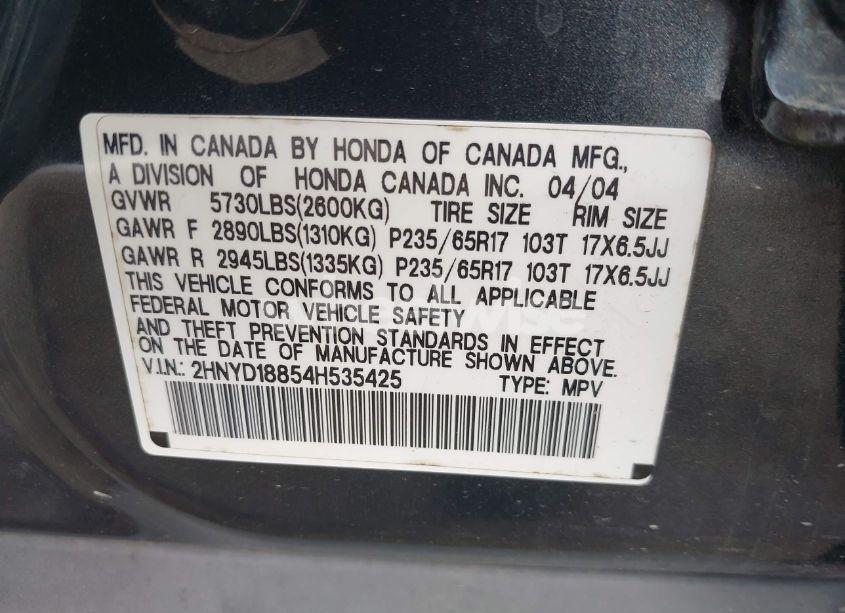 MFD. IN CANADA BY HONDA OF CANADA MFG.,
A DIVISION OF HONDA CANADA INC. 04/04
GVWR 5730LBS(2600KG) TIRE SIZE RIM SIZE
GAWR F 2890LBS(1310KG) P235/65R17 103T 17X6.5JJ
GAWR R 2945LBS(1335KG) P235/65R17 103T 17X6.5JJ
THIS VEHICLE CONFORMS TO ALL APPLICABLE
FEDERAL MOTOR VEHICLE SAFETY
AND THEFT PREVENTION STANDARDS IN EFFECT
ON THE DATE OF MANUFACTURE SHOWN ABOVE.
V.I.N.: 2HNYD18854H535425 TYPE: MPV